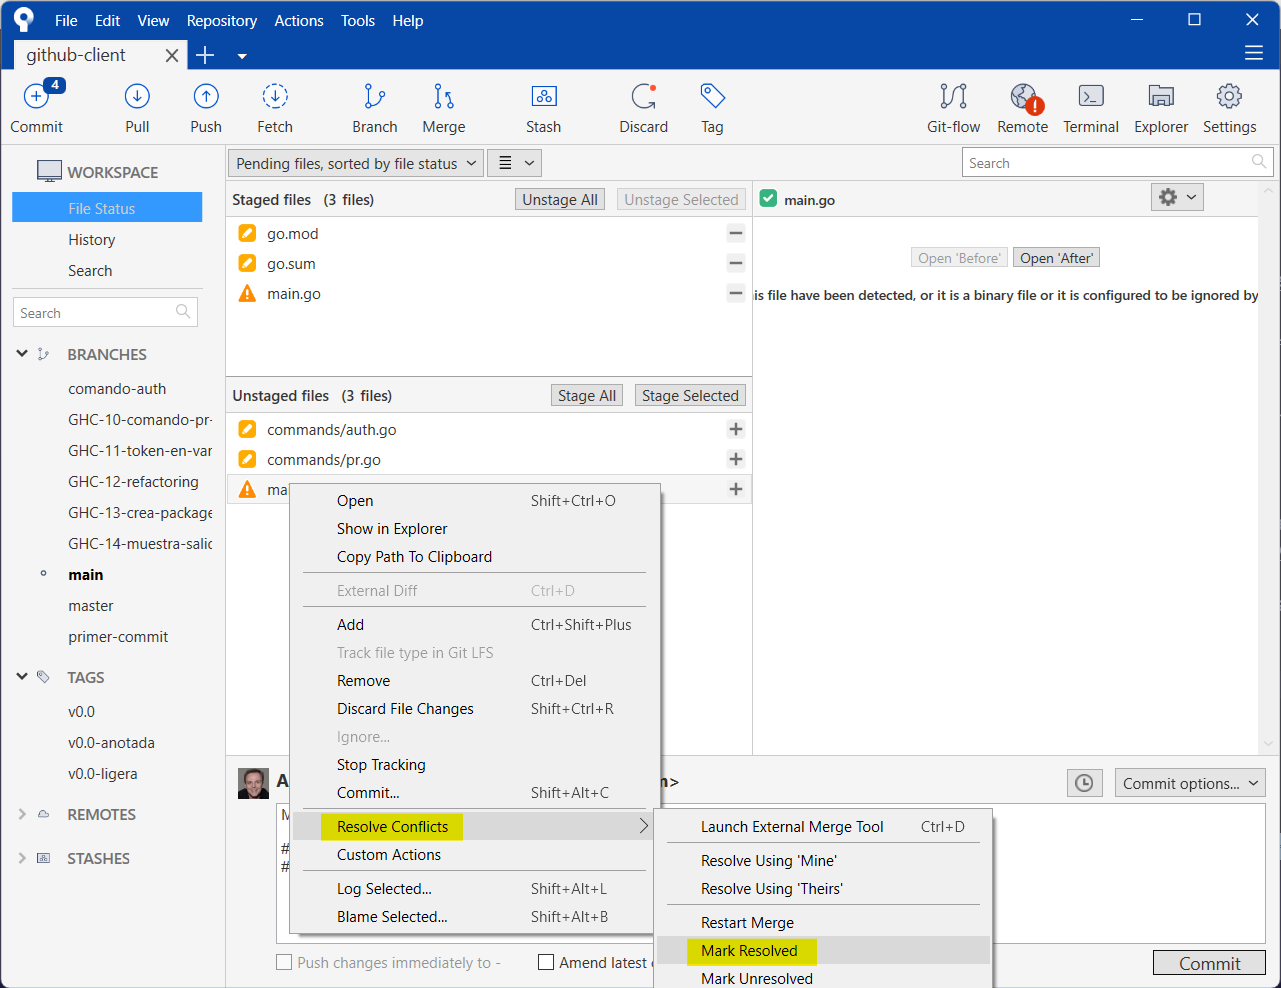 File Edit View Repository Actions Tools Help
github-client
4
Commit Pull Push Fetch Branch Merge Stash Discard Tag Git-flow Remote Terminal Explorer Settings
WORKSPACE
File Status
History
Search
Search
BRANCHES
comando-auth
GHC-10-comando-pr-
GHC-11-token-en-var
GHC-12-refactoring
GHC-13-crea-package
GHC-14-muestra-salic
main
master
primer-commit
TAGS
v0.0
v0.0-anotada
v0.0-ligera
REMOTES
STASHES
Pending files, sorted by file status
Search
Staged files (3 files) Unstage All Unstage Selected
go.mod
go.sum
main.go
Unstaged files (3 files) Stage All Stage Selected
commands/auth.go
commands/pr.go
mai
main.go
Open 'Before' Open 'After'
is file have been detected, or it is a binary file or it is configured to be ignored by
Open Shift+Ctrl+O
Show in Explorer
Copy Path To Clipboard
External Diff Ctrl+D
Add Ctrl+Shift+Plus
Track file type in Git LFS
Remove Ctrl+Del
Discard File Changes Shift+Ctrl+R
Ignore...
Stop Tracking
Commit... Shift+Alt+C
Resolve Conflicts
Custom Actions
Log Selected... Shift+Alt+L
Blame Selected... Shift+Alt+B
Launch External Merge Tool Ctrl+D
Resolve Using 'Mine'
Resolve Using 'Theirs'
Restart Merge
Mark Resolved
Mark Unresolved
A
m>
Commit options...
M
#
#
Push changes immediately to - Amend latest
Commit